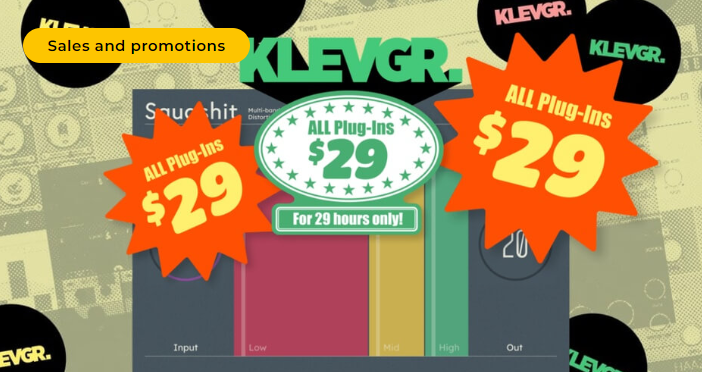 KLEVGR.
Sales and promotions
KLEVGR.
KLEVGR.
KLEVGR.
Squashit
Multi-band
ALL Plug-Ins
$29
ALL Plug-Ins
$29
For 29 hours only!
ALL Plug-Ins
$29
20
Input
Low
Mid
High
Out
KLEVGR.